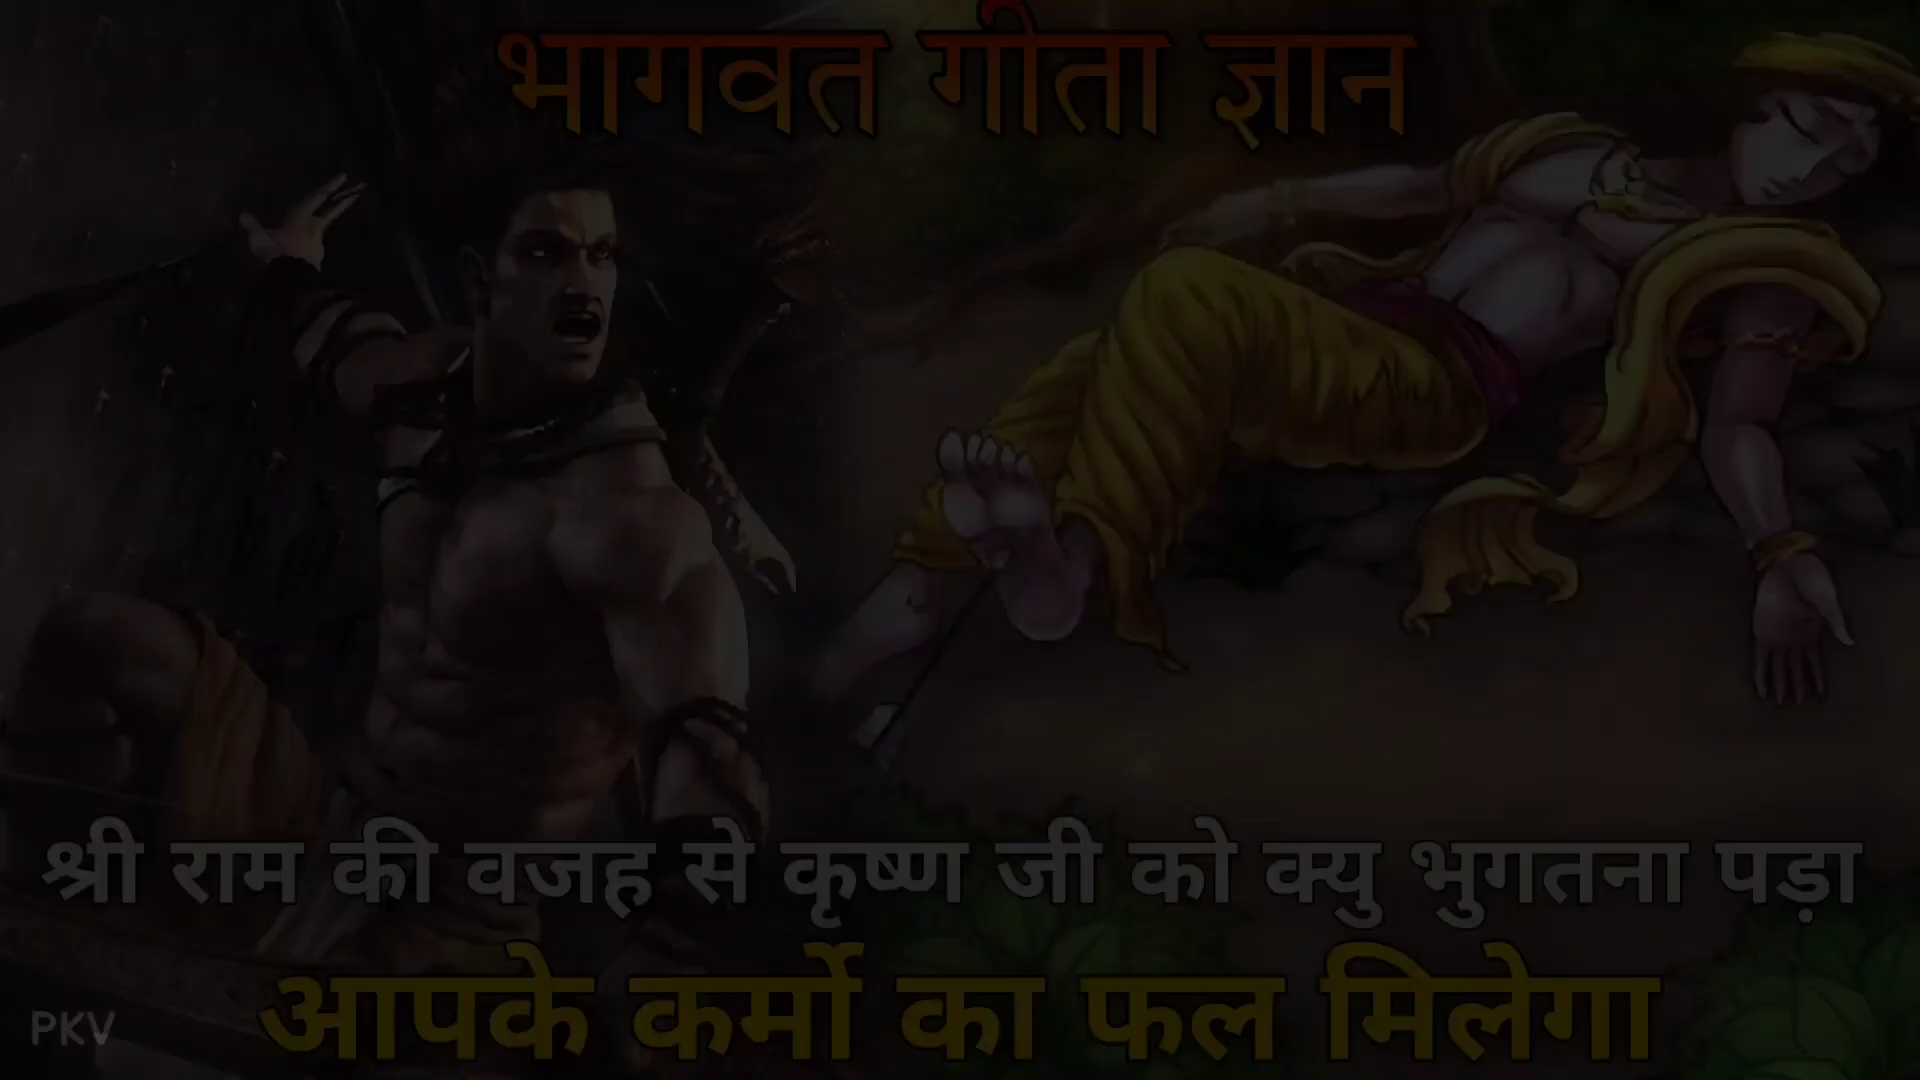 भागवत गीता ज्ञान
श्री राम की वजह से कृष्ण जी को क्यु भुगतना पड़ा
आपके कर्मो का फल मिलेगा
PKV